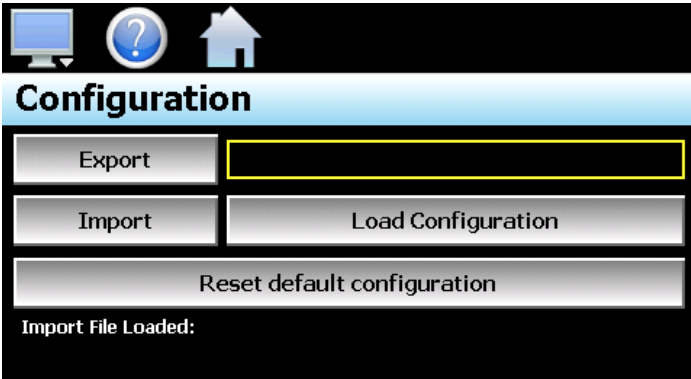 ?
Configuration
Export
Import Load Configuration
Reset default configuration
Import File Loaded: